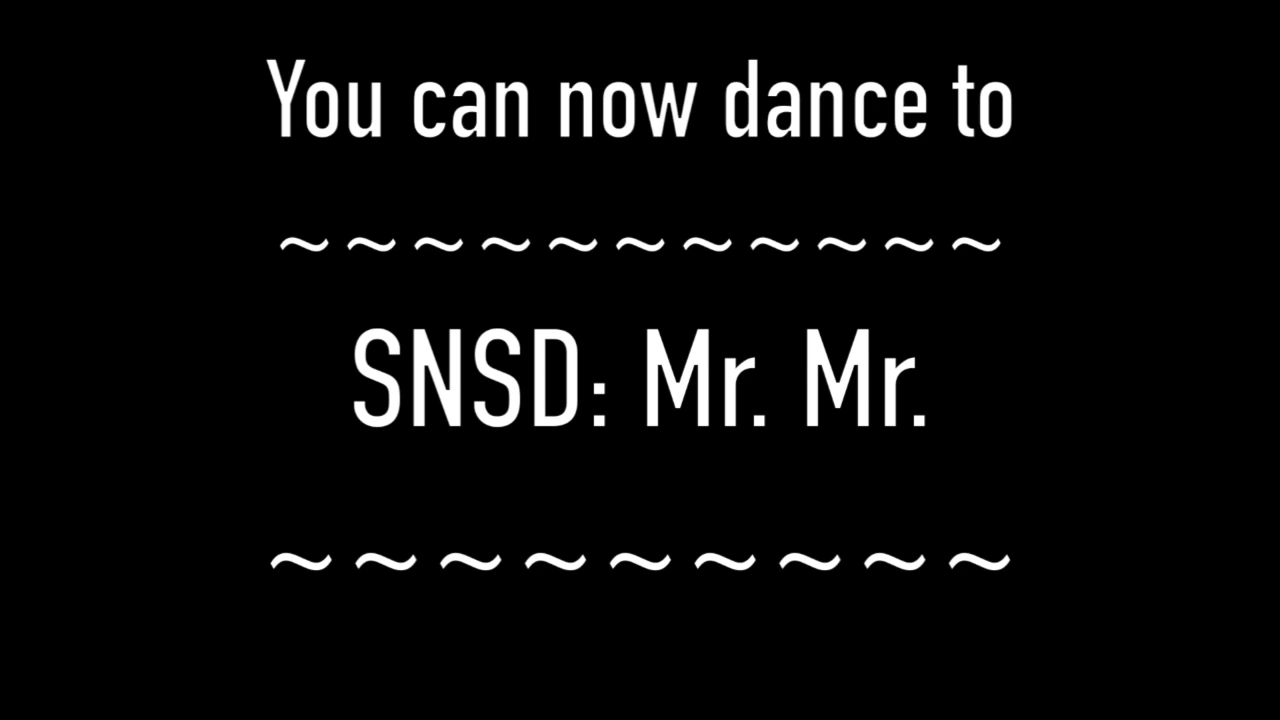 You can now dance to
~ ~ ~ ~ ~ ~ ~ ~ ~ ~ ~
SNSD: Mr. Mr.
~ ~ ~ ~ ~ ~ ~ ~ ~